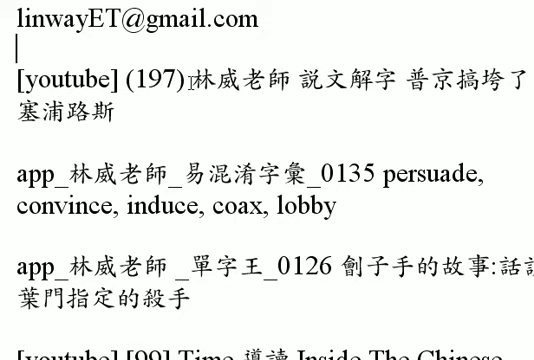 linwayET@gmail.com
[youtube] (197) 林威老師 説文解字 普京搞垮了
塞浦路斯
app_林威老師_易混淆字彙_0135 persuade,
convince, induce, coax, lobby
app_林威老師 _單字王_0126 劊子手的故事:話說
葉門指定的殺手
[youtube] [99] Time 導讀 Inside The Chinese